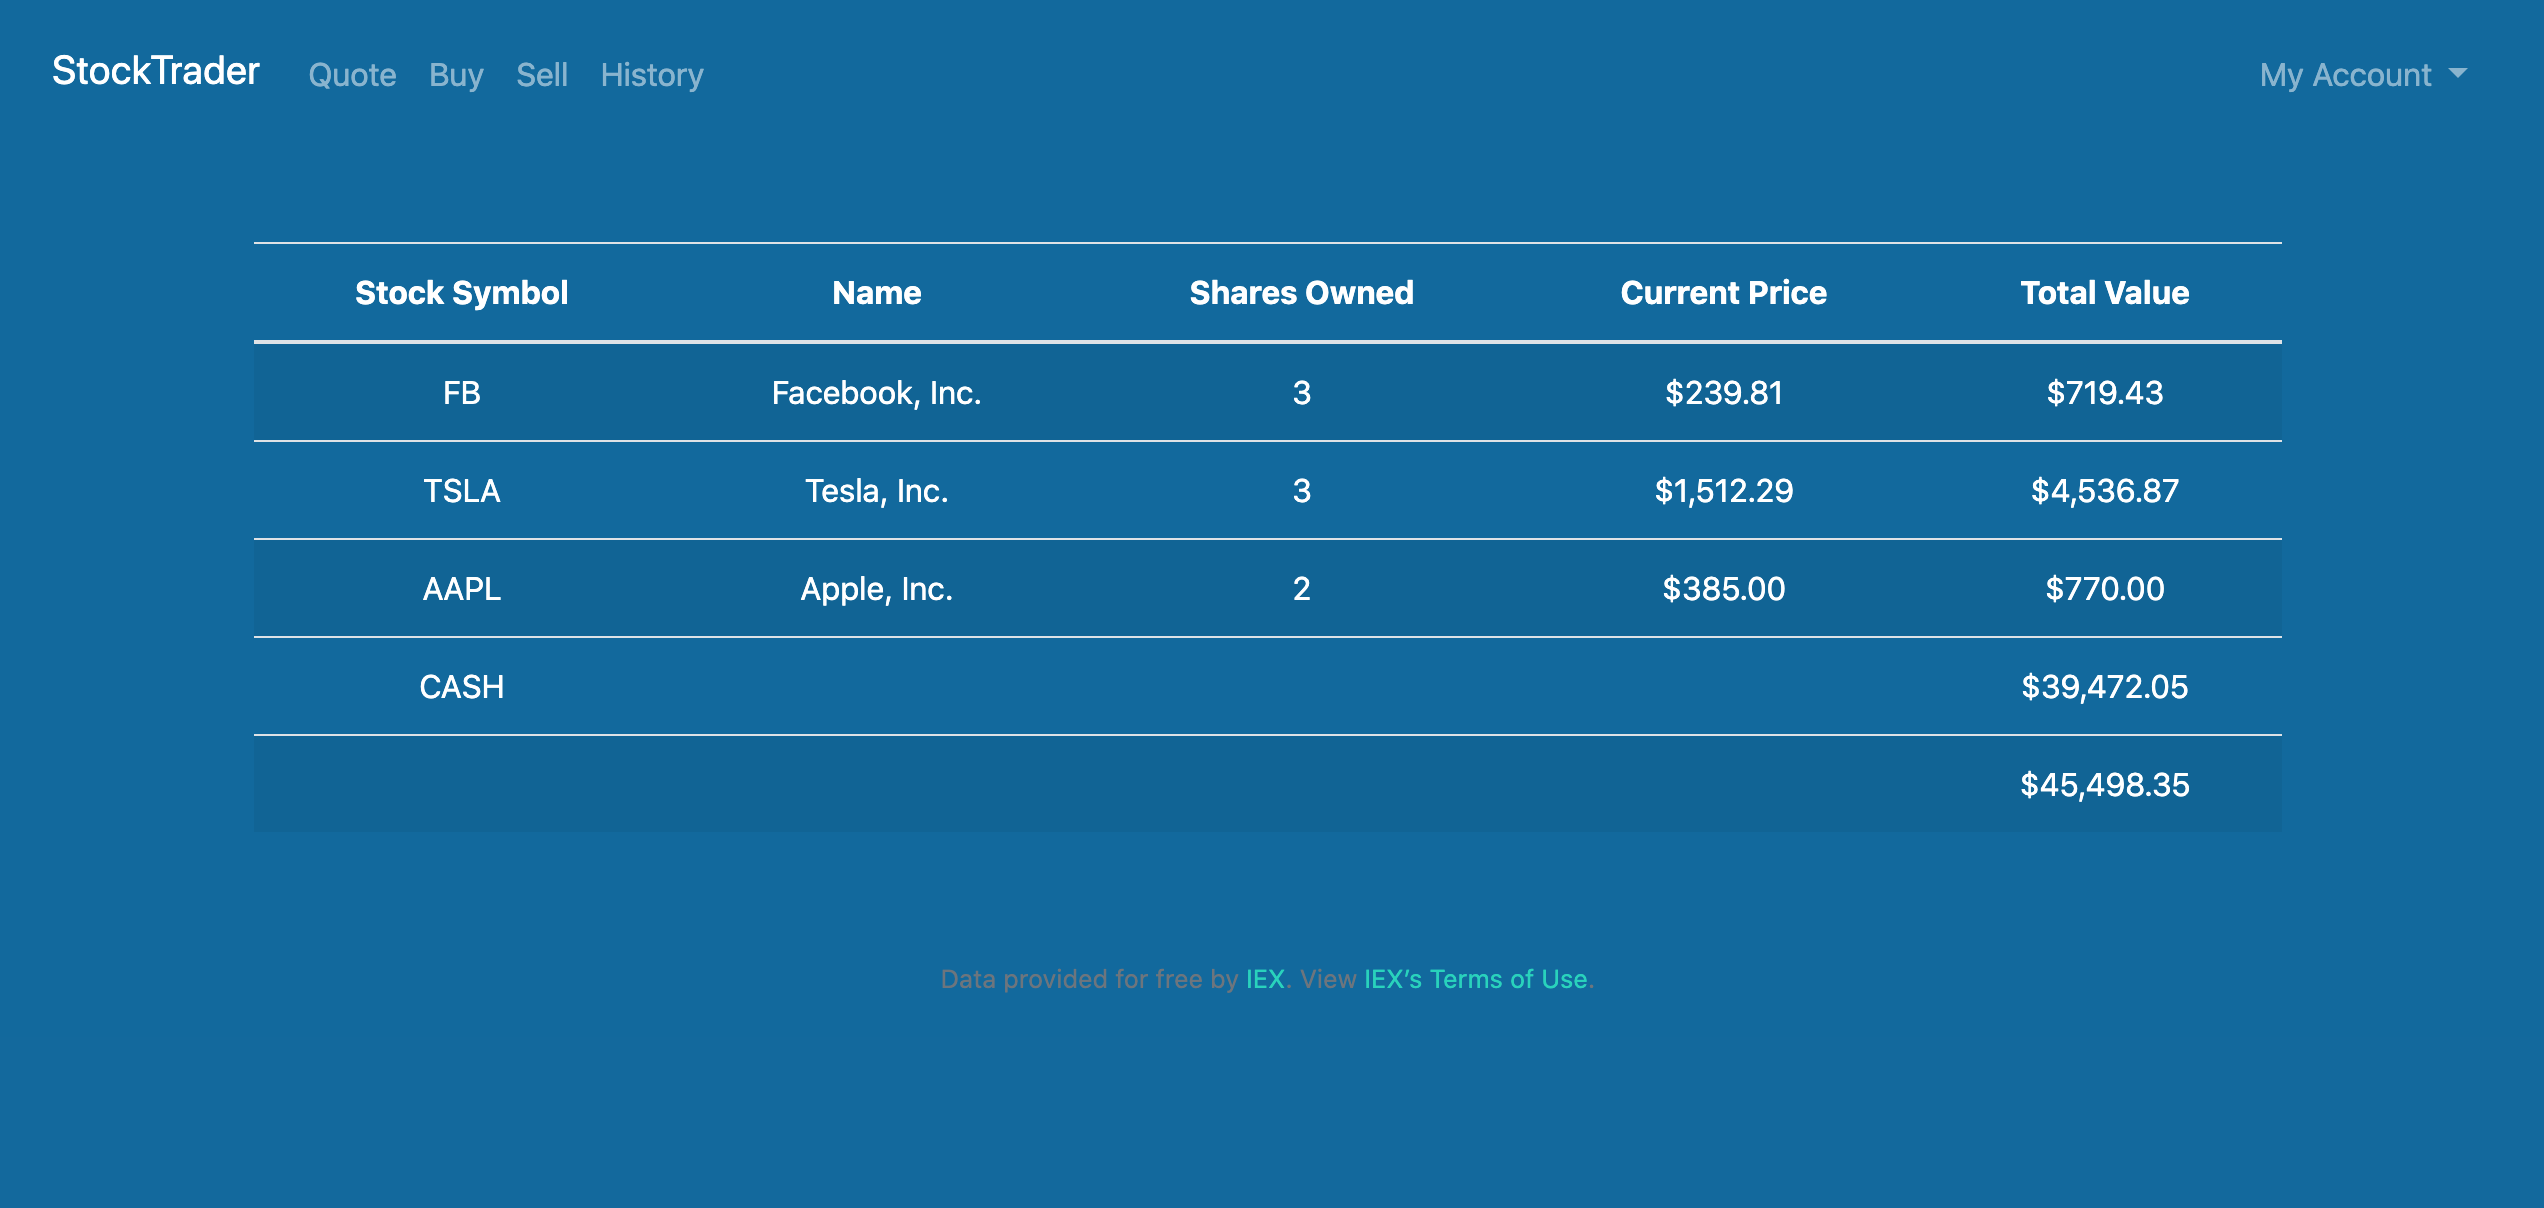 StockTrader Quote Buy Sell History My Account
Stock Symbol Name Shares Owned Current Price Total Value
FB Facebook, Inc. 3 $239.81 $719.43
TSLA Tesla, Inc. 3 $1,512.29 $4,536.87
AAPL Apple, Inc. 2 $385.00 $770.00
CASH $39,472.05
$45,498.35
Data provided for free by IEX. View IEX’s Terms of Use.